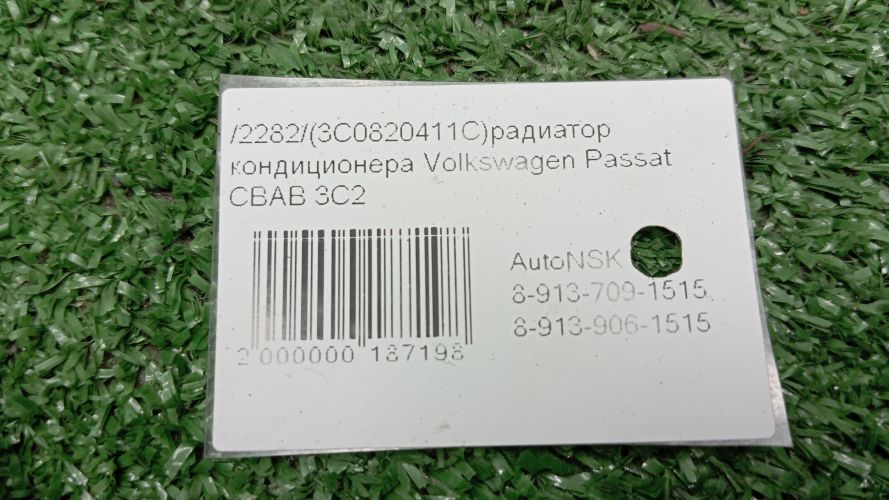 /2282/(3C0820411C)радиатор
кондиционера Volkswagen Passat
CBAB 3C2
AutoNSK
8-913-709-1515
8-913-906-1515
2 000000 187198